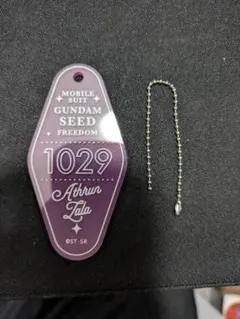 MOBILE
SUIT
GUNDAM
SEED
FREEDOM
1029
Athrun
Zala
©ST・SR